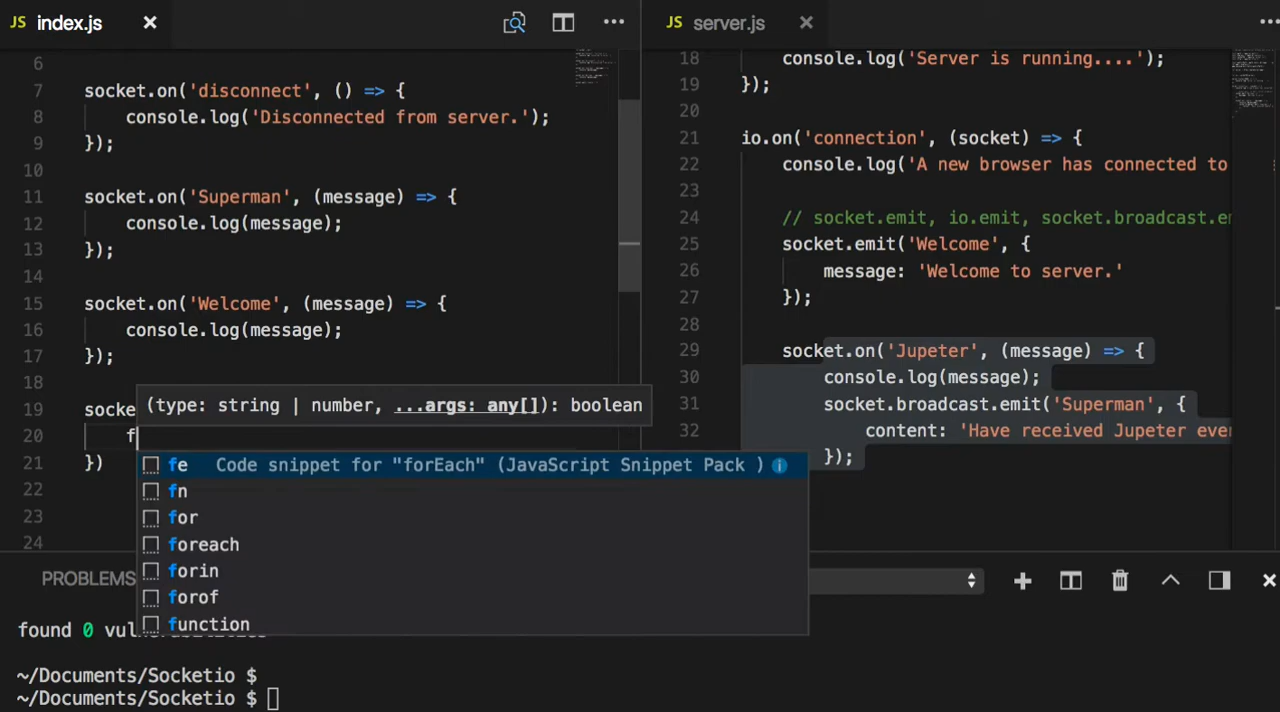 JS index.js ×
6
7 socket.on('disconnect', () => {
8 console.log('Disconnected from server.');
9 });
10
11 socket.on('Superman', (message) => {
12 console.log(message);
13 });
14
15 socket.on('Welcome', (message) => {
16 console.log(message);
17 });
18
19 socke
20 f
21 })
22
23
24
(type: string | number, ...args: any[]): boolean
fe Code snippet for "forEach" (JavaScript Snippet Pack )
fn
for
foreach
forin
forof
function
JS server.js ×
18 console.log('Server is running....');
19 });
20
21 io.on('connection', (socket) => {
22 console.log('A new browser has connected to
23
24 // socket.emit, io.emit, socket.broadcast.em
25 socket.emit('Welcome', {
26 message: 'Welcome to server.'
27 });
28
29 socket.on('Jupeter', (message) => {
30 console.log(message);
31 socket.broadcast.emit('Superman', {
32 content: 'Have received Jupeter even
});
PROBLEMS
found 0
~/Documents/Socketio $
~/Documents/Socketio $